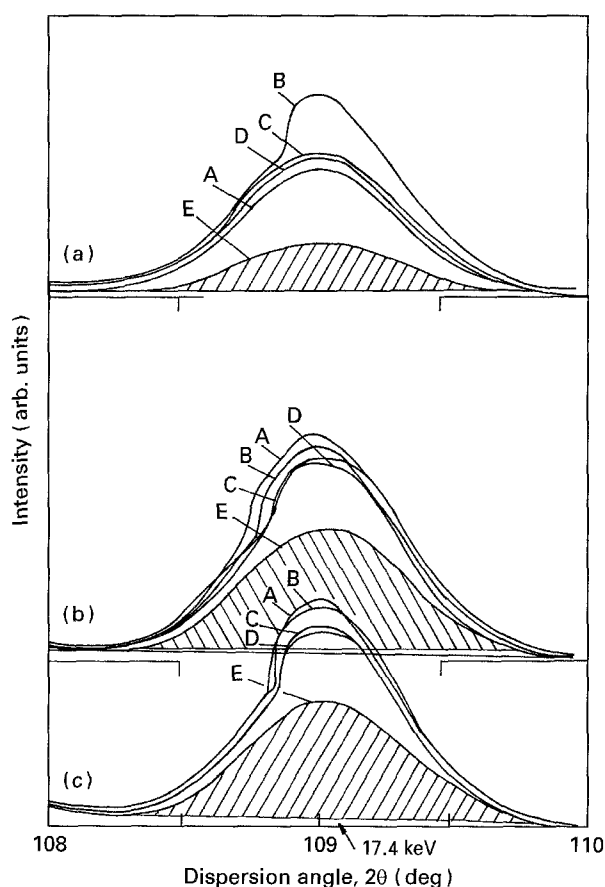 B
C
D
A
E
(a)
Intensity (arb. units)
D
A
B
C
E
(b)
B
A
C
D
E
(c)
108
109
110
17.4 keV
Dispersion angle, 2θ (deg)